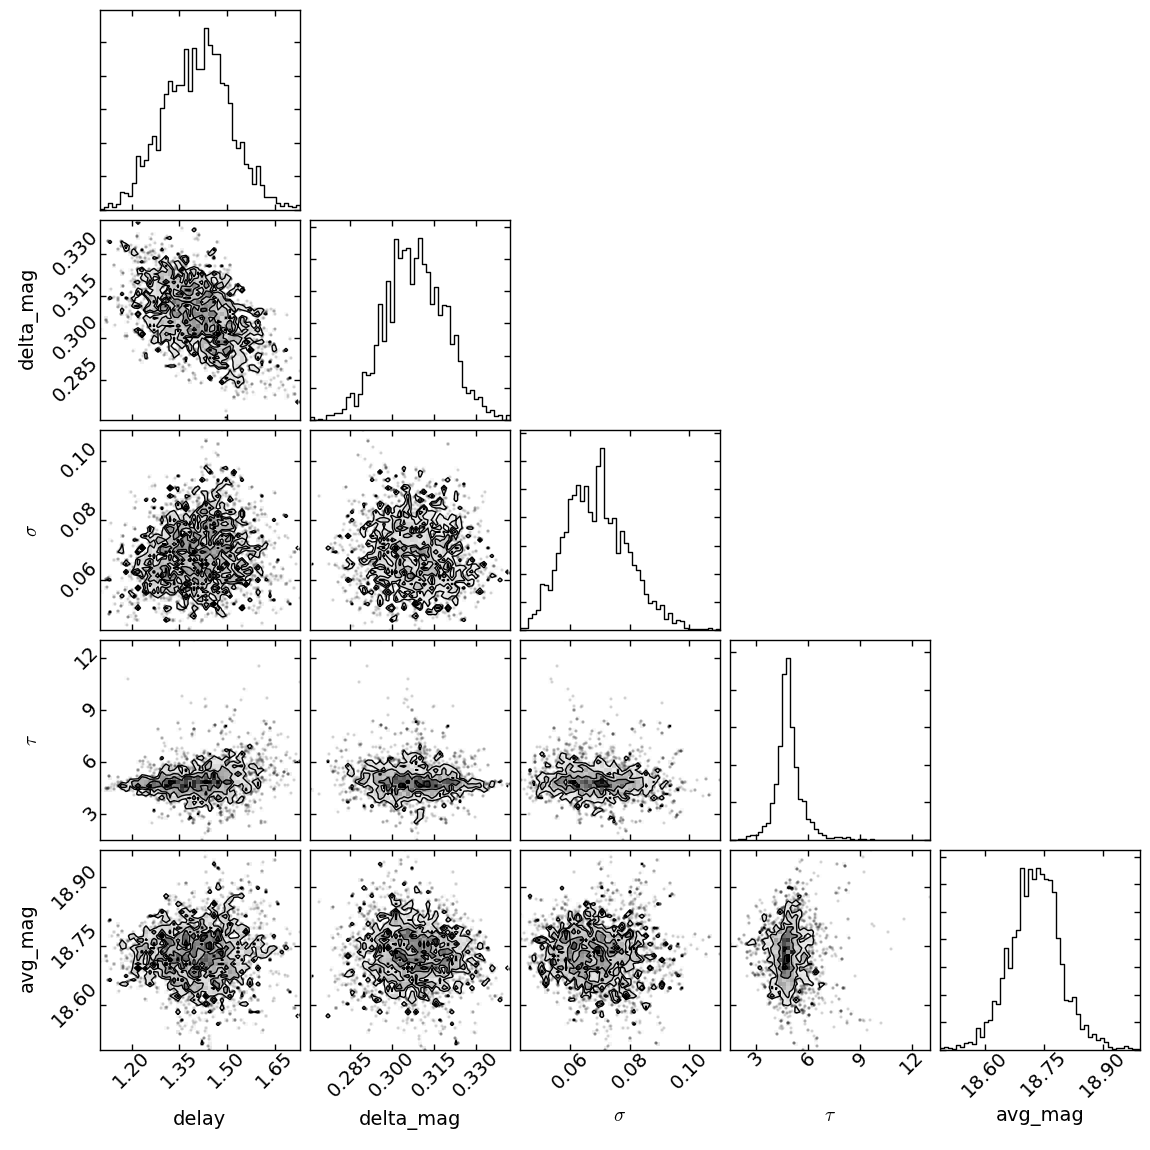 delta_mag
0.330
0.315
0.300
0.285
σ
0.10
0.08
0.06
τ
12
9
6
3
avg_mag
18.90
18.75
18.60
1.20 1.35 1.50 1.65
0.285 0.300 0.315 0.330
0.06 0.08 0.10
3 6 9 12
18.60 18.75 18.90
delay delta_mag σ τ avg_mag